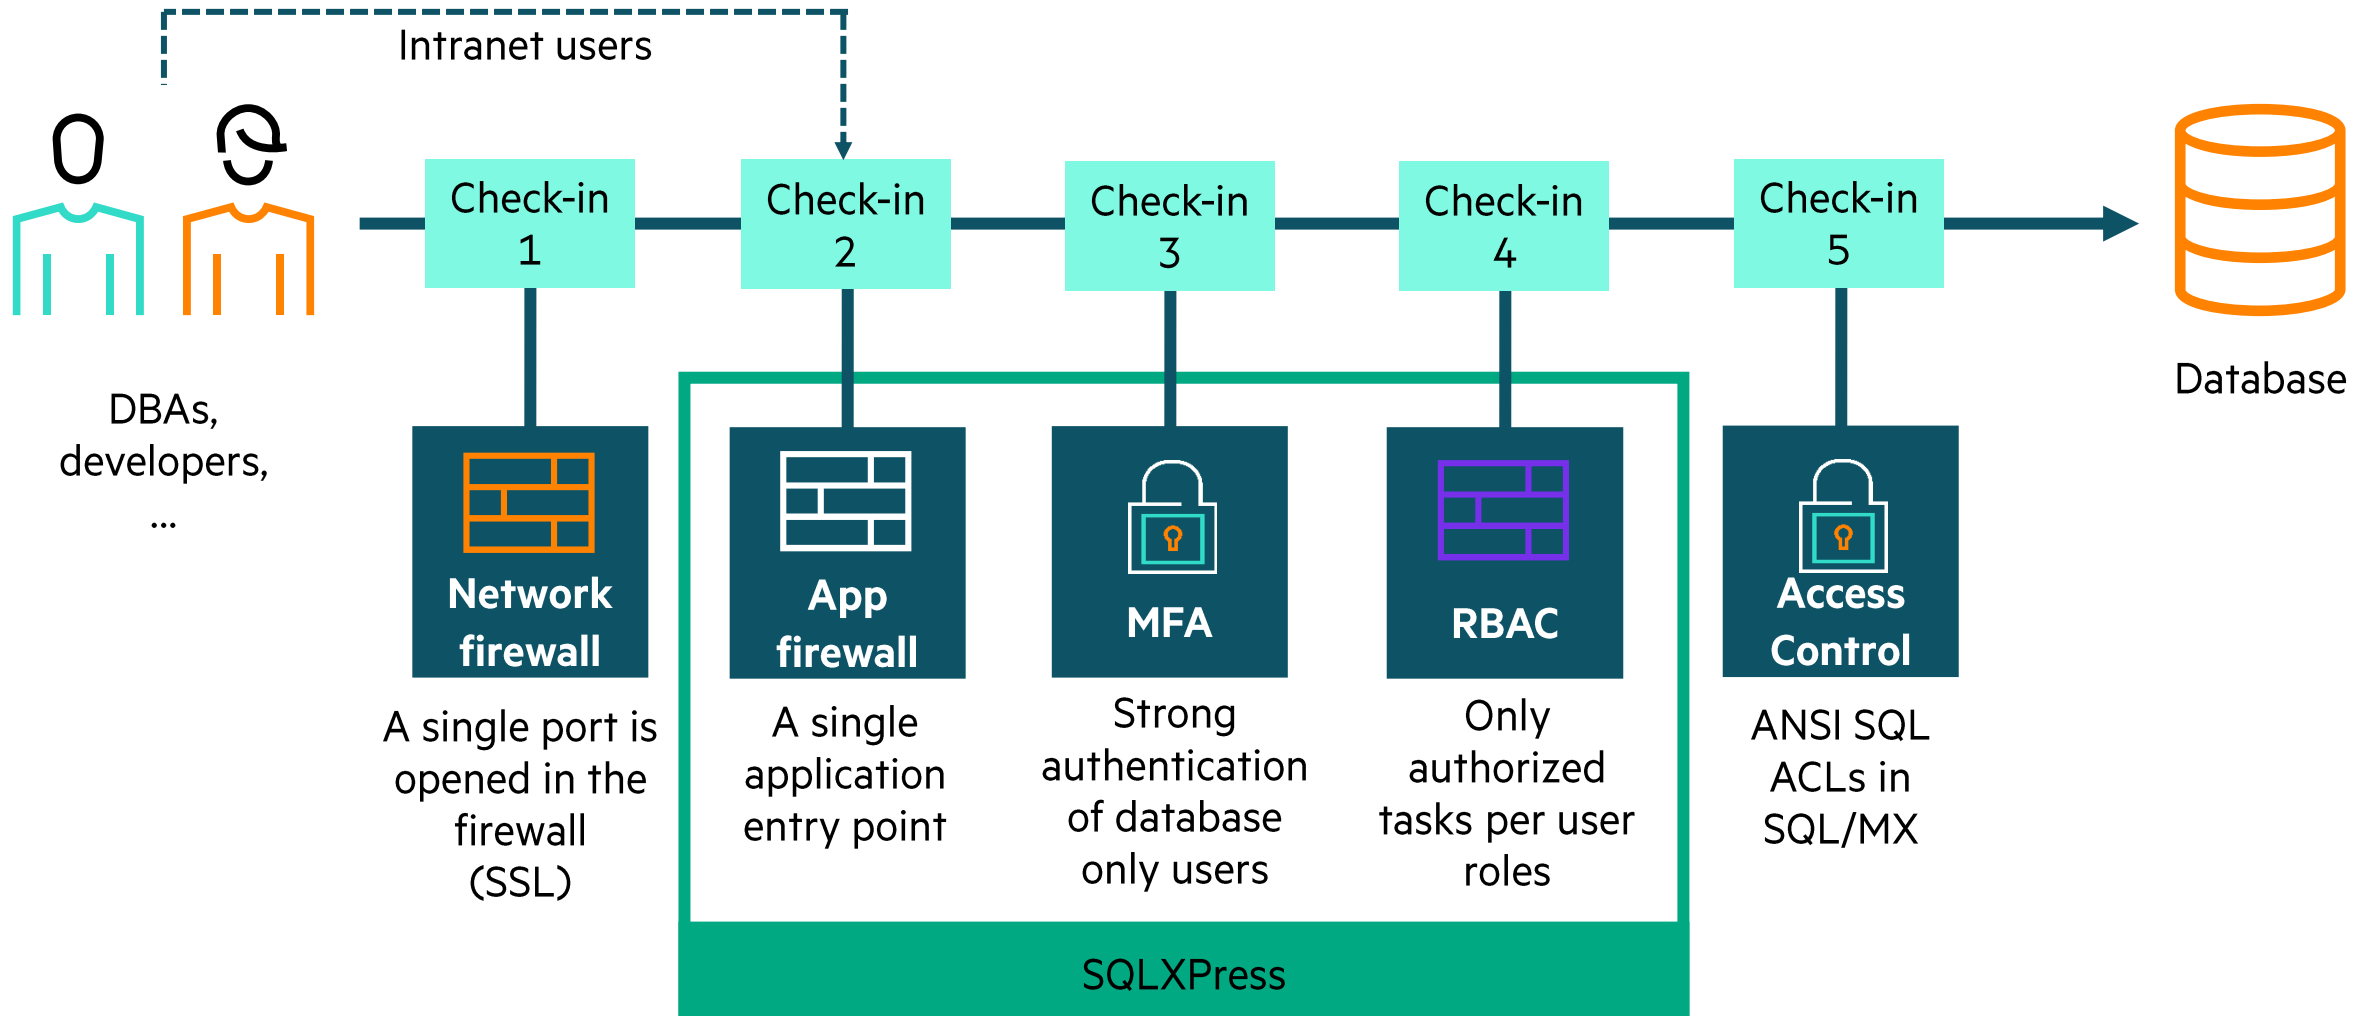 Intranet users
Check-in
1
Check-in
2
Check-in
3
Check-in
4
Check-in
5
DBAs,
developers,
...
Database
Network
firewall
App
firewall
MFA
RBAC
Access
Control
A single port is
opened in the
firewall
(SSL)
A single
application
entry point
Strong
authentication
of database
only users
Only
authorized
tasks per user
roles
ANSI SQL
ACLs in
SQL/MX
SQLXPress